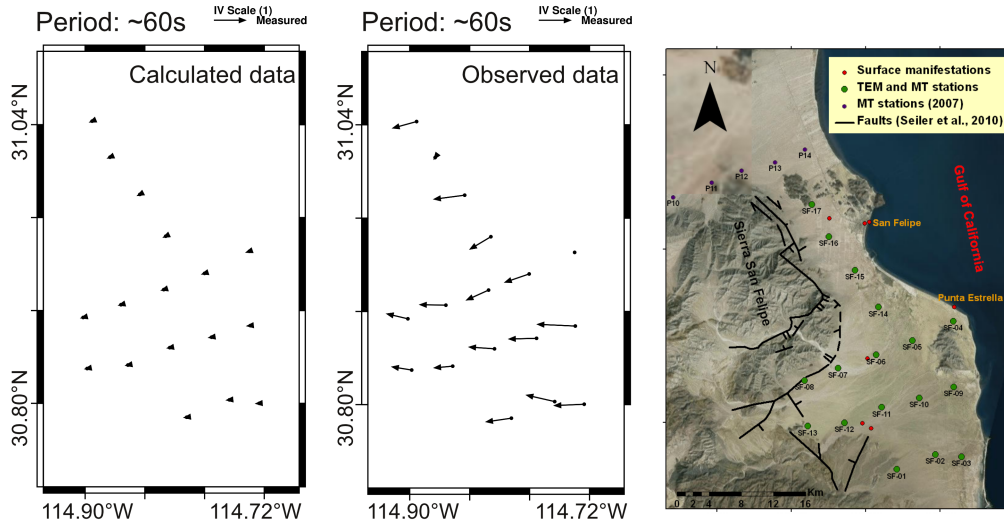 Period: ~60s
IV Scale (1)
Measured
Calculated data
31.04°N
30.80°N
114.90°W
114.72°W
Period: ~60s
IV Scale (1)
Measured
Observed data
31.04°N
30.80°N
114.90°W
114.72°W
N
Surface manifestations
TEM and MT stations
MT stations (2007)
Faults (Seiler et al., 2010)
P14
P13
P12
P11
P10
SF-17
San Felipe
SF-16
Sierra San Felipe
Gulf of California
SF-15
Punta Estrella
SF-14
SF-04
SF-05
SF-06
SF-07
SF-08
SF-09
SF-10
SF-11
SF-12
SF-13
SF-02
SF-03
SF-01
0 2 4 8 12 16 Km